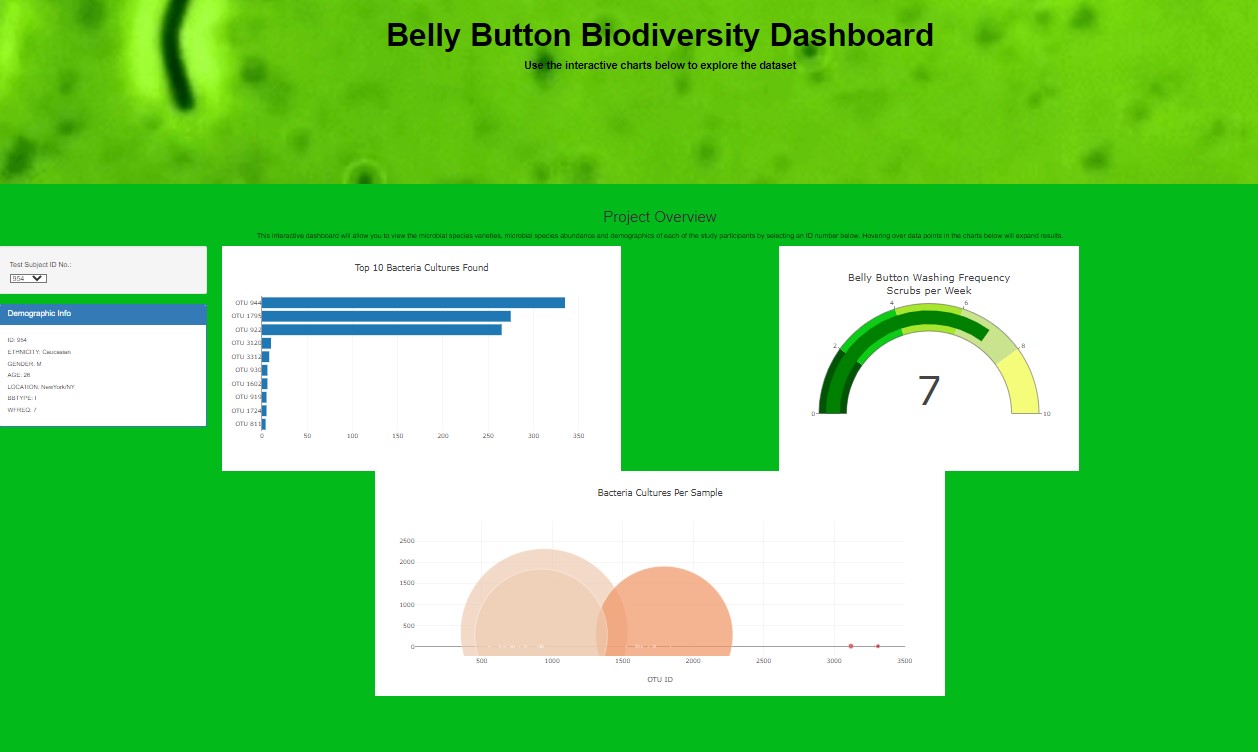 Belly Button Biodiversity Dashboard
Use the interactive charts below to explore the dataset
Project Overview
This interactive dashboard will allow you to view the microbial species varieties, microbial species abundance and demographics of each of the study participants by selecting an ID number below. Hovering over data points in the charts below will expand results.
Test Subject ID No.:
954
Demographic Info
ID: 954
ETHNICITY: Caucasian
GENDER: M
AGE: 26
LOCATION: NewYork/NY
BBTYPE: I
WFREQ: 7
Top 10 Bacteria Cultures Found
OTU 944
OTU 1795
OTU 922
OTU 3120
OTU 3312
OTU 930
OTU 1602
OTU 919
OTU 1724
OTU 811
0 50 100 150 200 250 300 350
Belly Button Washing Frequency
Scrubs per Week
0 2 4 6 8 10
7
Bacteria Cultures Per Sample
2500
2000
1500
1000
500
0
500 1000 1500 2000 2500 3000 3500
OTU ID